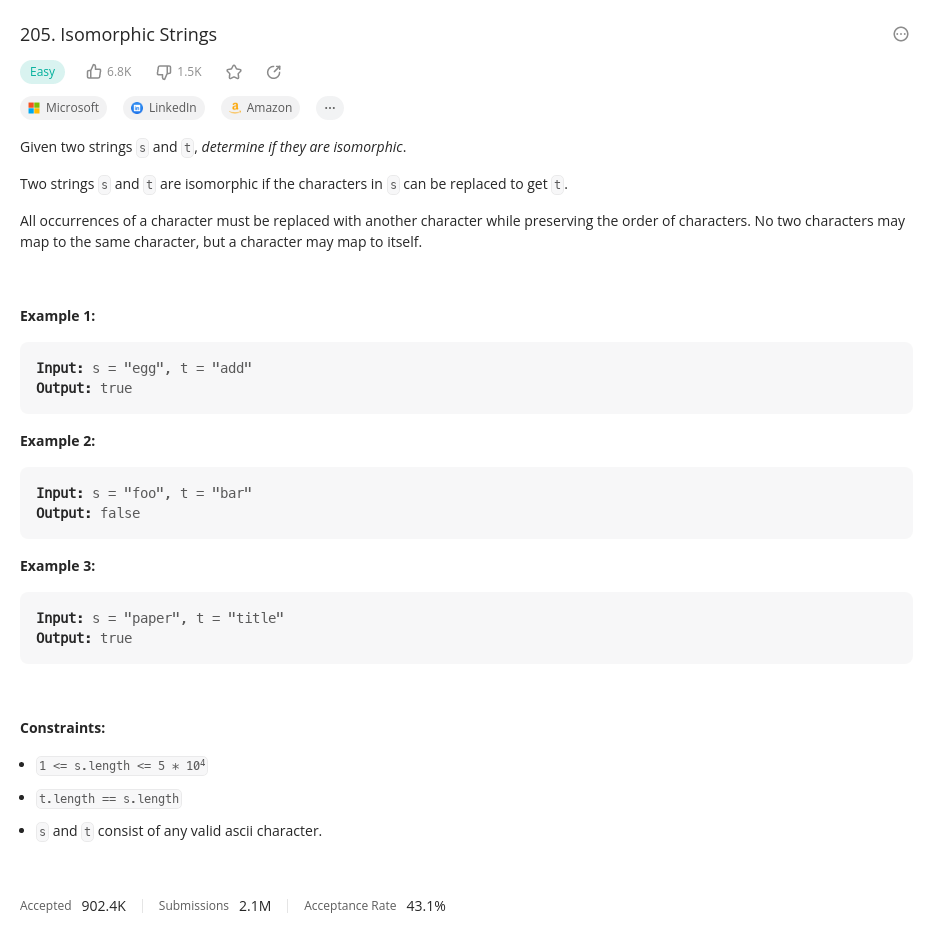 205. Isomorphic Strings
Easy 6.8K 1.5K
Microsoft LinkedIn Amazon ...
Given two strings s and t, determine if they are isomorphic.
Two strings s and t are isomorphic if the characters in s can be replaced to get t.
All occurrences of a character must be replaced with another character while preserving the order of characters. No two characters may
map to the same character, but a character may map to itself.
Example 1:
Input: s = "egg", t = "add"
Output: true
Example 2:
Input: s = "foo", t = "bar"
Output: false
Example 3:
Input: s = "paper", t = "title"
Output: true
Constraints:
• 1 <= s.length <= 5 * 10⁴
• t.length == s.length
• s and t consist of any valid ascii character.
Accepted 902.4K Submissions 2.1M Acceptance Rate 43.1%